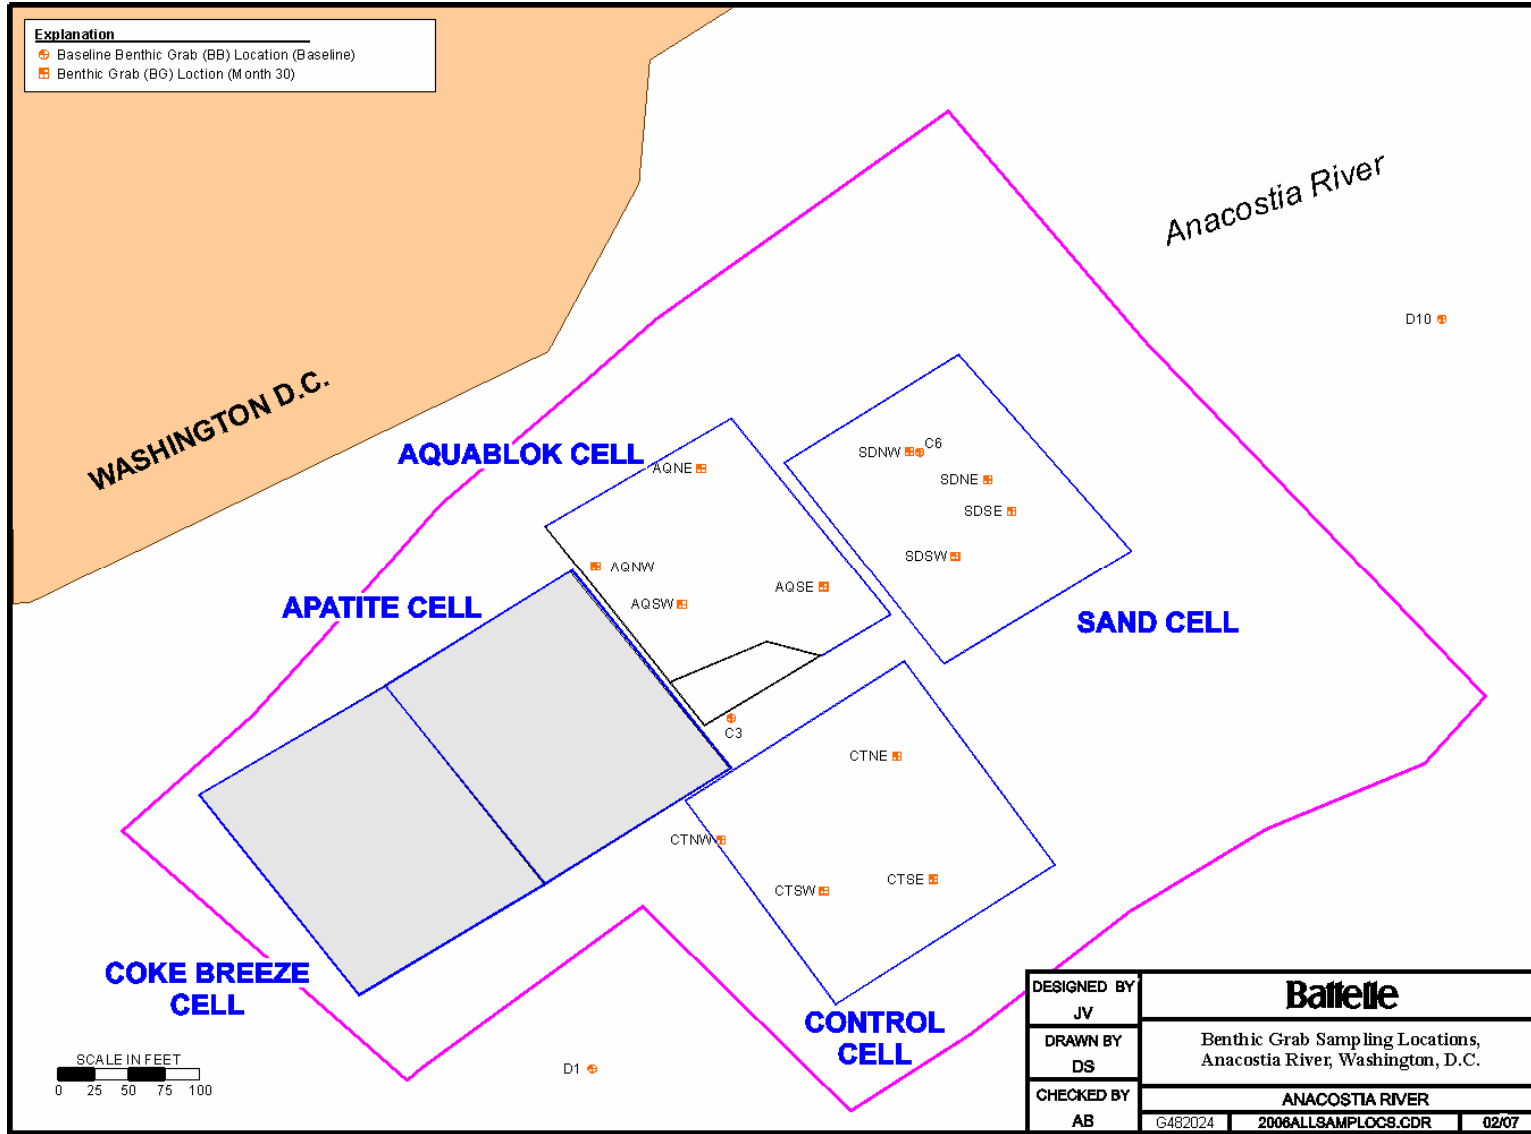 Explanation
Baseline Benthic Grab (BB) Location (Baseline)
Benthic Grab (BG) Loction (Month 30)
Anacostia River
D10
WASHINGTON D.C.
AQUABLOK CELL
AQNE
SDNW
C6
SDNE
SDSE
SDSW
AQNW
AQSW
AQSE
APATITE CELL
SAND CELL
C3
CTNE
CTNW
CTSW
CTSE
COKE BREEZE
CELL
CONTROL
CELL
D1
SCALE IN FEET
0 25 50 75 100
DESIGNED BY
JV
DRAWN BY
DS
CHECKED BY
AB
Battelle
Benthic Grab Sampling Locations,
Anacostia River, Washington, D.C.
ANACOSTIA RIVER
G482024 2006ALLSAMPLOCS.CDR 02/07